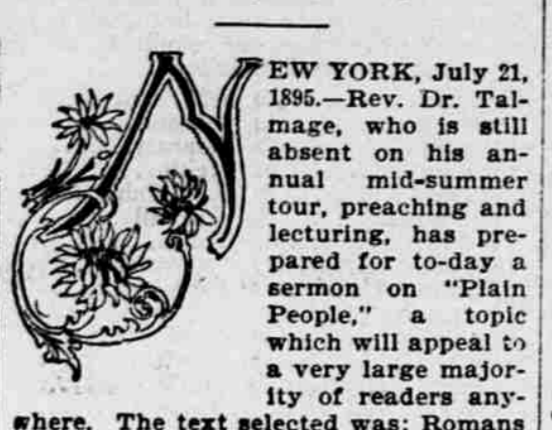 NEW YORK, July 21,
1895.—Rev. Dr. Tal-
mage, who is still
absent on his an-
nual mid-summer
tour, preaching and
lecturing, has pre-
pared for to-day a
sermon on "Plain
People," a topic
which will appeal to
a very large major-
ity of readers any-
where. The text selected was: Romans